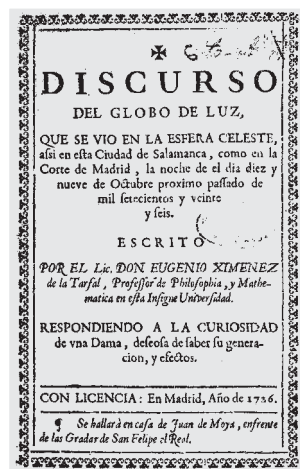 DISCURSO
DEL GLOBO DE LUZ,
QUE SE VIO EN LA ESFERA CELESTE,
aſsi en eſta Ciudad de Salamanca, como en la
Corte de Madrid, la noche de el dia diez y
nueve de Octubre proximo paſſado de
mil ſetecientos y veinte
y ſeis.
ESCRITO
POR EL Lic. DON EUGENIO XIMENEZ
de la Tarſal, Profeſſor de Philoſophia, y Mathe-
matica en eſta Inſigne Univerſidad.
RESPONDIENDO A LA CURIOSIDAD
de vna Dama, deſeoſa de ſaber ſu genera-
cion, y efectos.
CON LICENCIA: En Madrid, Año de 1726.
¶ Se hallarà en caſa de Juan de Moya, enfrente
de las Gradas de San Felipe el Real.